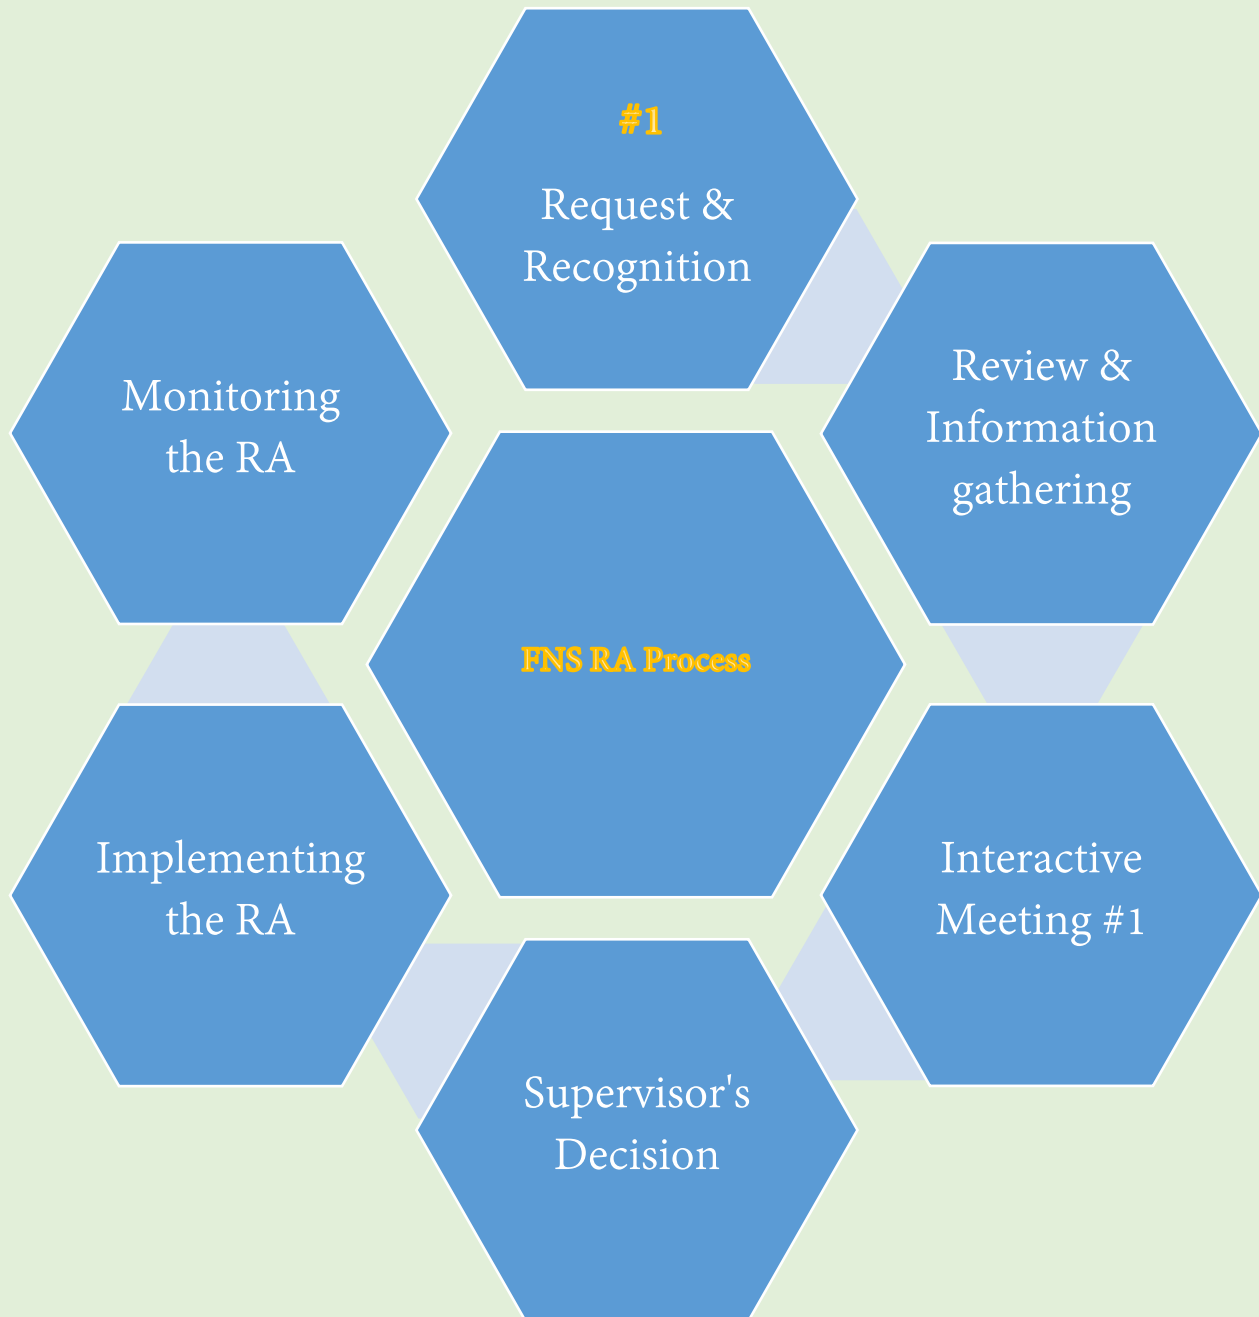 #1
Request &
Recognition
Review &
Information
gathering
Interactive
Meeting #1
Supervisor's
Decision
Implementing
the RA
Monitoring
the RA
FNS RA Process